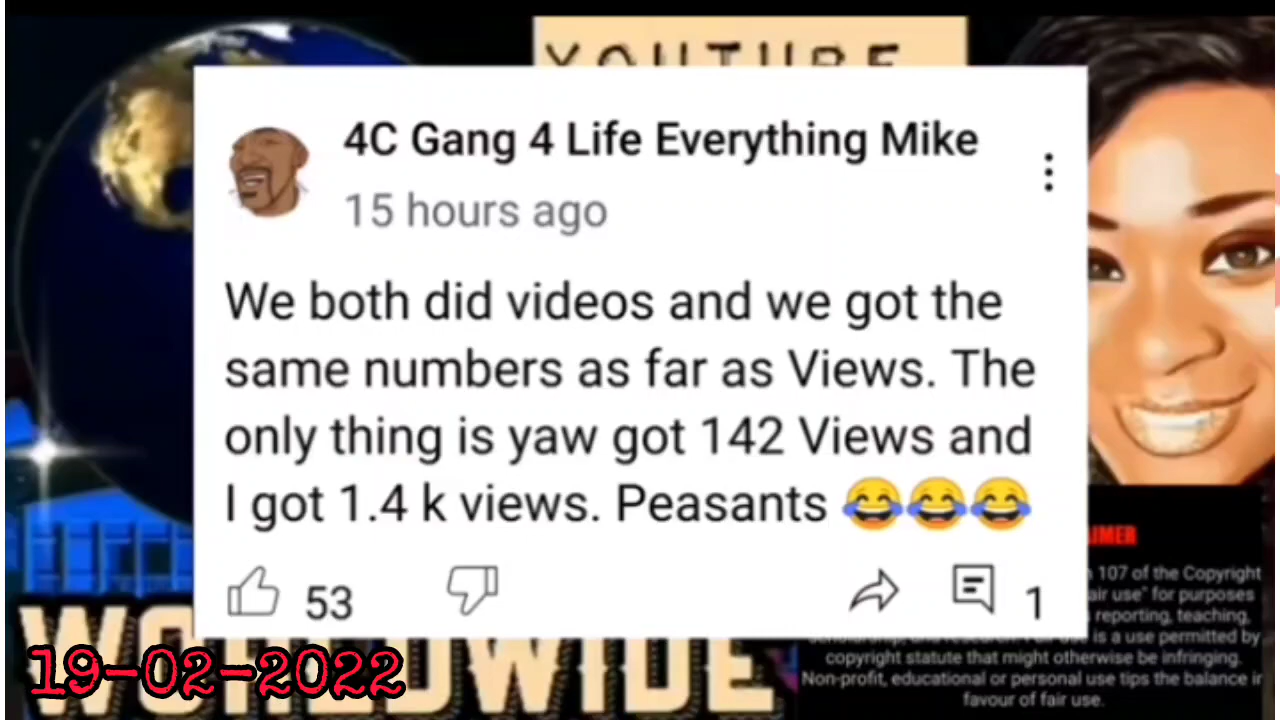 YOUTUBE
4C Gang 4 Life Everything Mike
15 hours ago
We both did videos and we got the
same numbers as far as Views. The
only thing is yaw got 142 Views and
I got 1.4 k views. Peasants 😂😂😂
53
1
107 of the Copyright
use" for purposes
reporting, teaching,
is a use permitted by
copyright statute that might otherwise be infringing.
Non-profit, educational or personal use tips the balance in
favour of fair use.
WORLDWIDE
19-02-2022